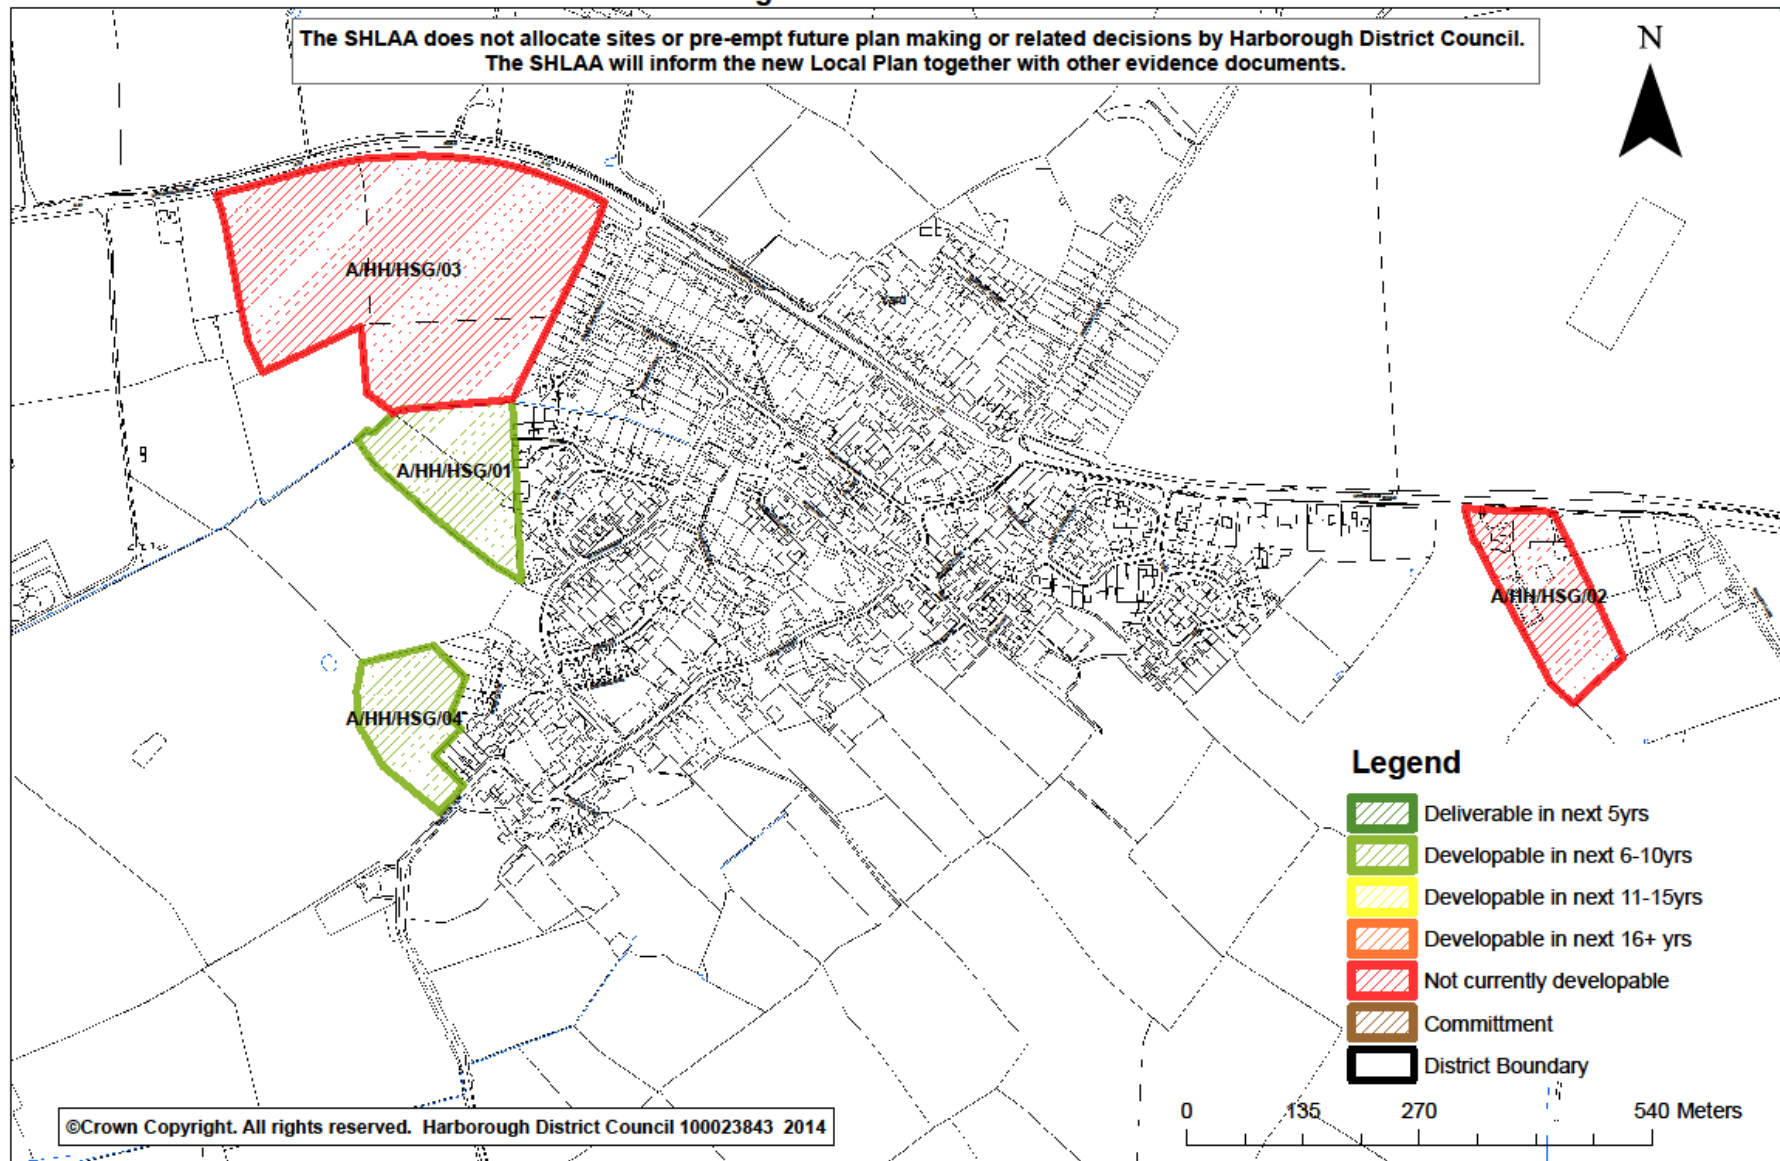 The SHLAA does not allocate sites or pre-empt future plan making or related decisions by Harborough District Council.
The SHLAA will inform the new Local Plan together with other evidence documents.
N
A/HH/HSG/03
Yard
A/HH/HSG/01
A/HH/HSG/02
A/HH/HSG/04
Legend
Deliverable in next 5yrs
Developable in next 6-10yrs
Developable in next 11-15yrs
Developable in next 16+ yrs
Not currently developable
Committment
District Boundary
0 135 270 540 Meters
©Crown Copyright. All rights reserved. Harborough District Council 100023843 2014